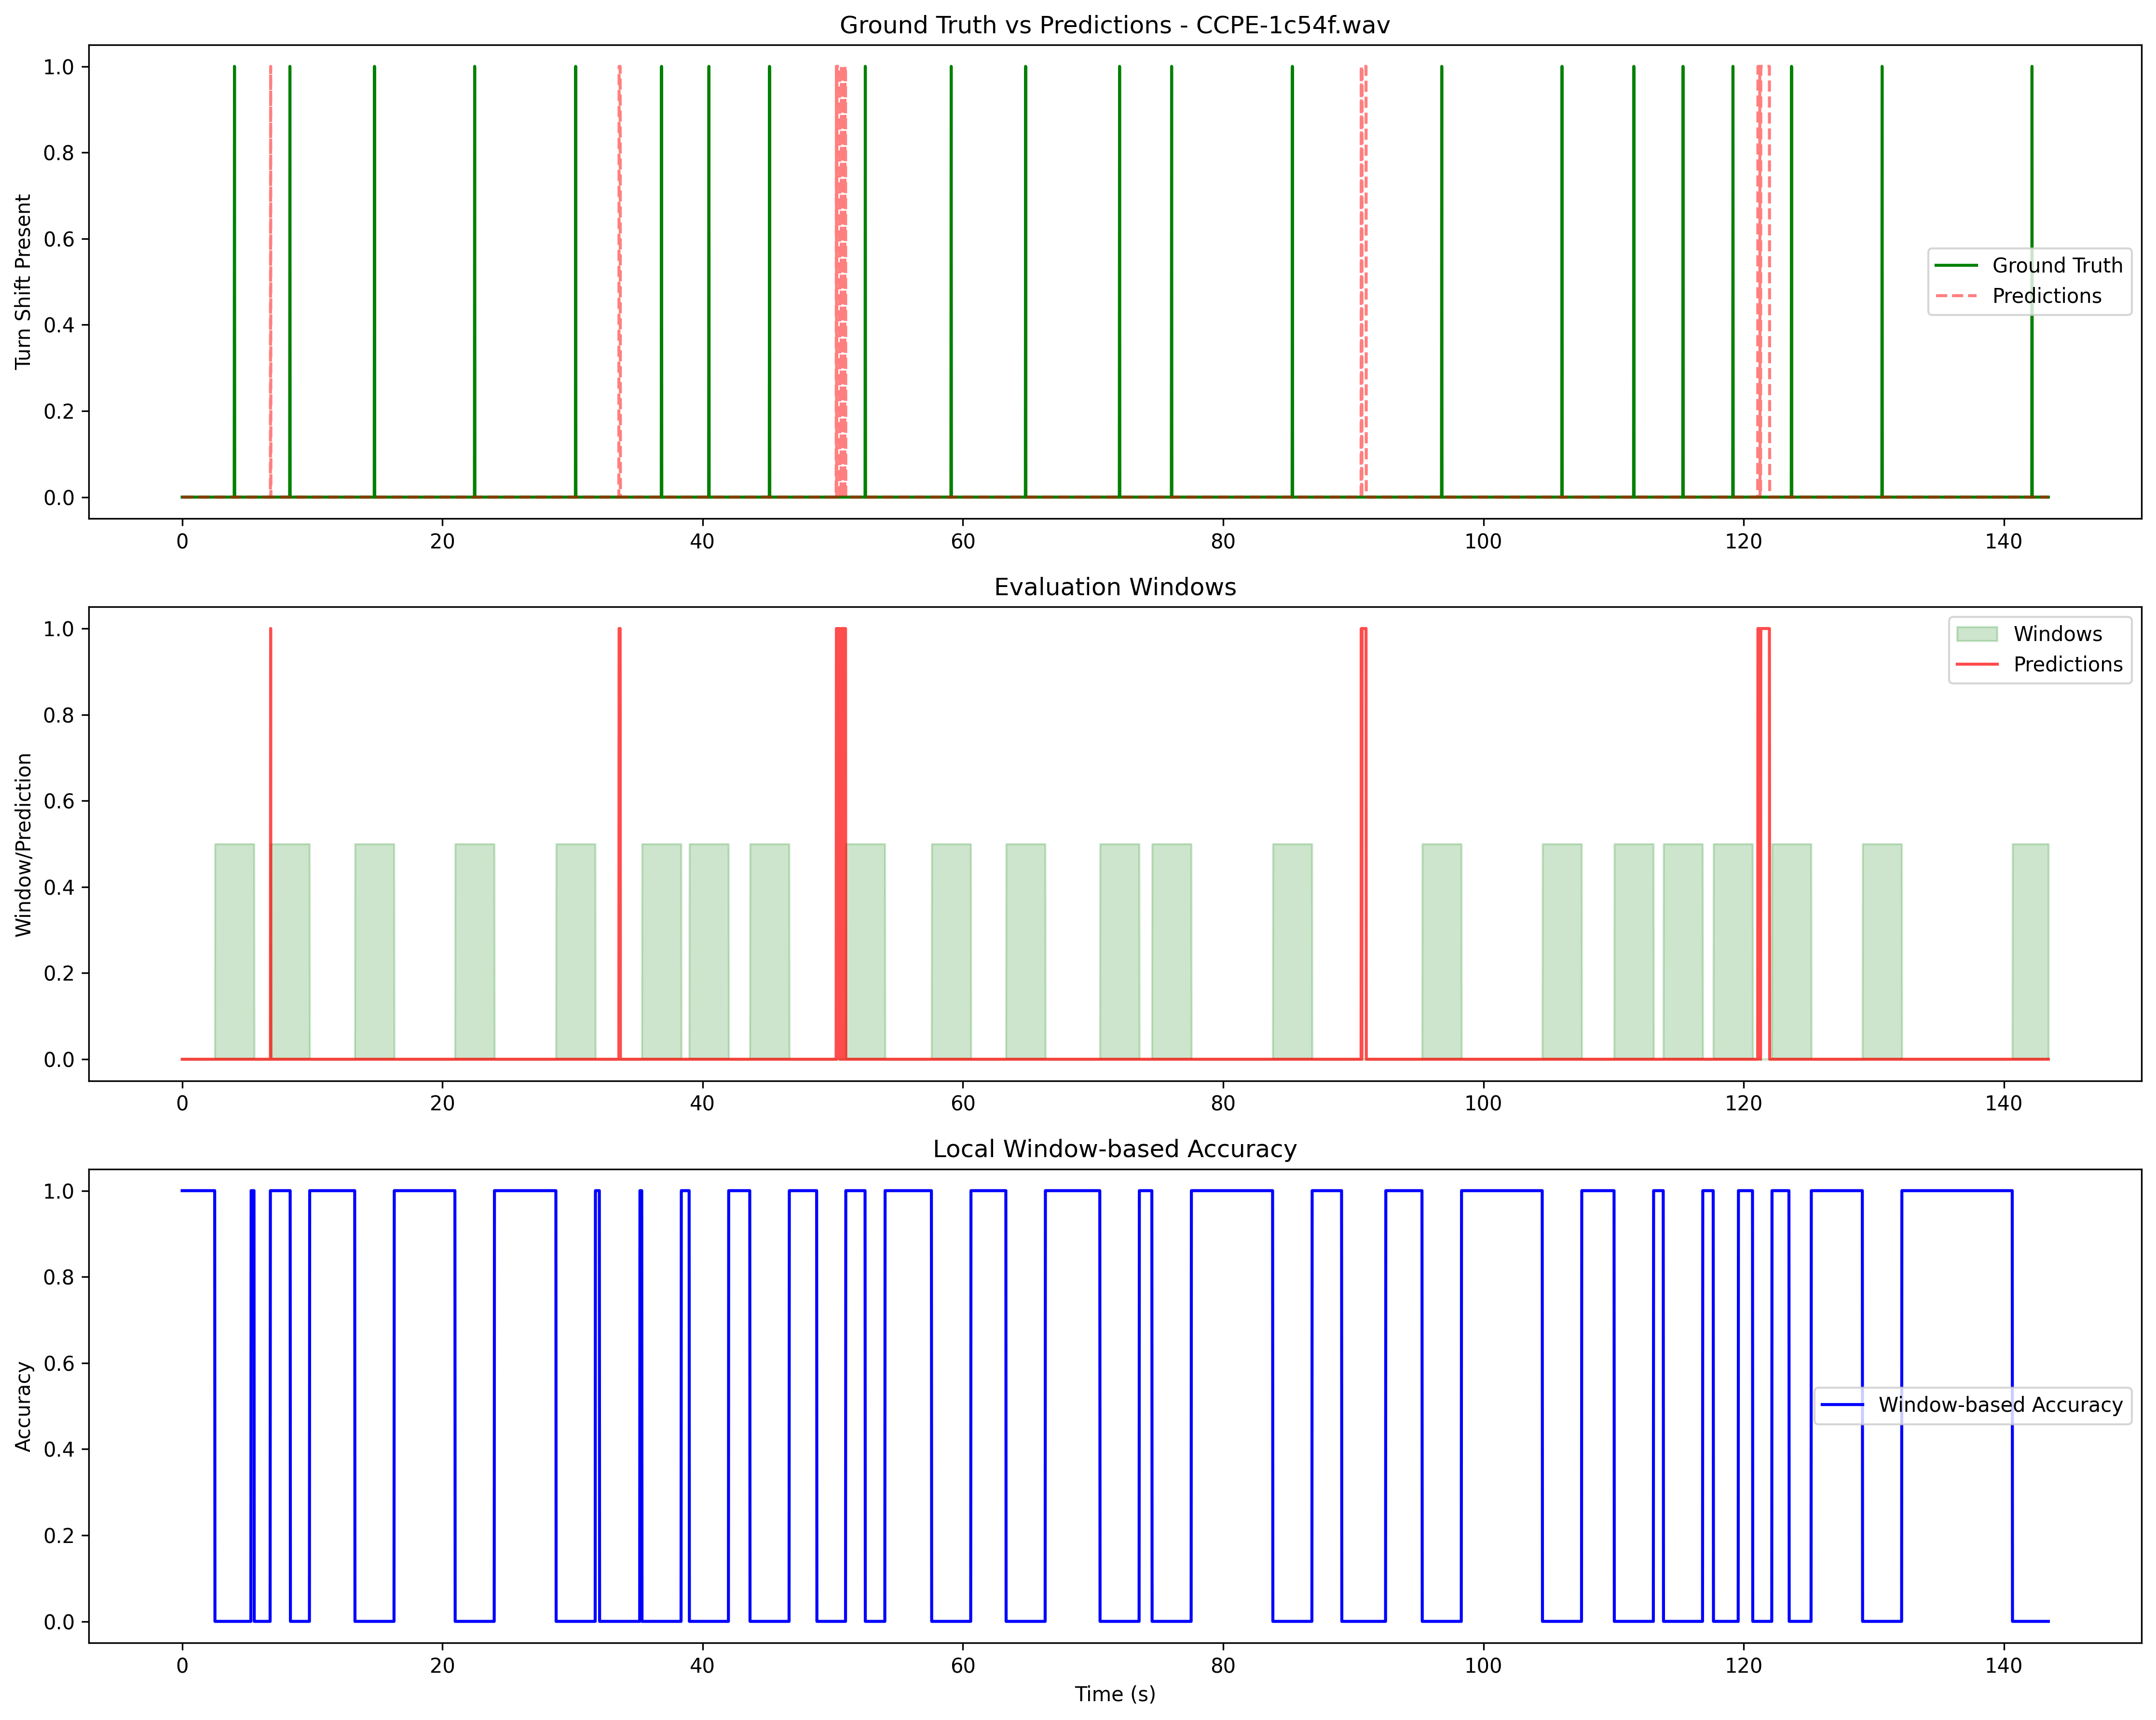 Ground Truth vs Predictions - CCPE-1c54f.wav
Turn Shift Present
1.0
0.8
0.6
0.4
0.2
0.0
Ground Truth
Predictions
0 20 40 60 80 100 120 140
Evaluation Windows
Window/Prediction
1.0
0.8
0.6
0.4
0.2
0.0
Windows
Predictions
0 20 40 60 80 100 120 140
Local Window-based Accuracy
Accuracy
1.0
0.8
0.6
0.4
0.2
0.0
Window-based Accuracy
0 20 40 60 80 100 120 140
Time (s)